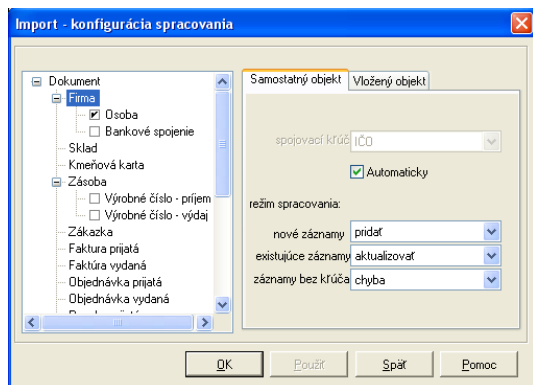 Import - konfigurácia spracovania
Dokument
Firma
Osoba
Bankové spojenie
Sklad
Kmeňová karta
Zásoba
Výrobné číslo - príjem
Výrobné číslo - výdaj
Zákazka
Faktura prijatá
Faktúra vydaná
Objednávka prijatá
Objednávka vydaná
Samostatný objekt
Vložený objekt
spojovací kľúč IČO
Automaticky
režim spracovania:
nové záznamy pridať
existujúce záznamy aktualizovať
záznamy bez kľúča chyba
OK
Použiť
Späť
Pomoc